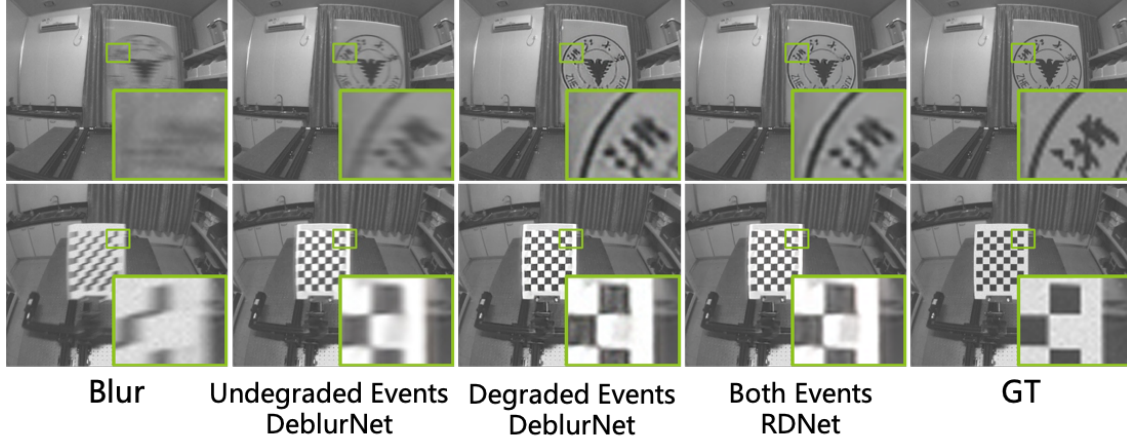 Blur
Undegraded Events
DeblurNet
Degraded Events
DeblurNet
Both Events
RDNet
GT